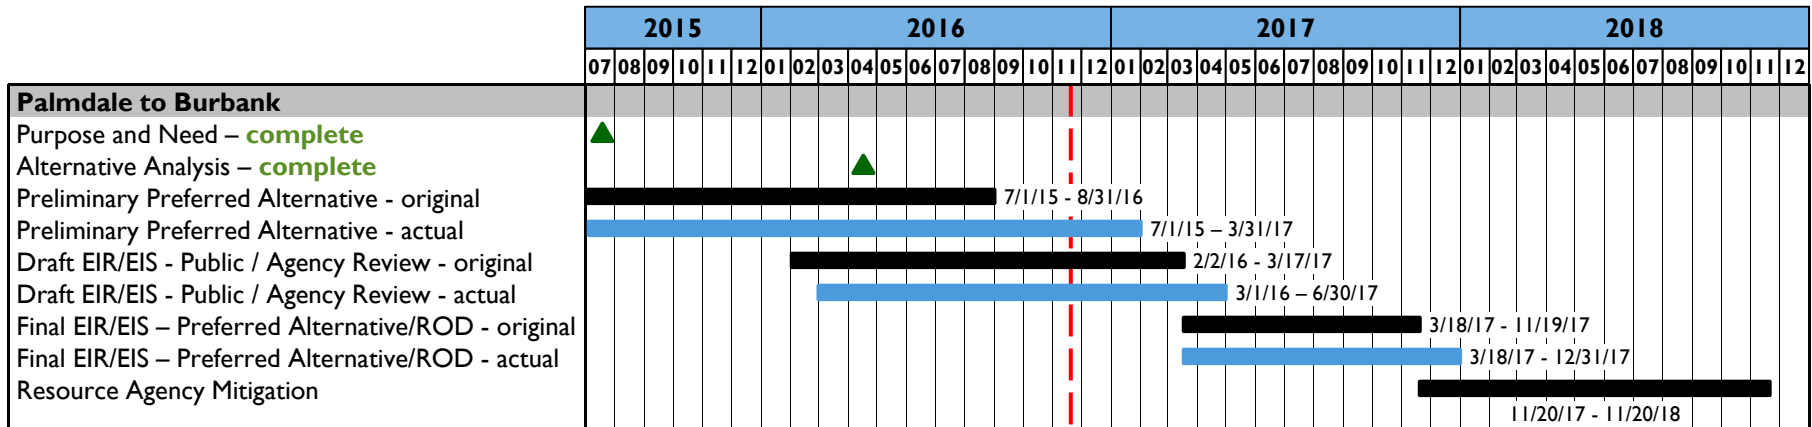 2015 2016 2017 2018
07 08 09 10 11 12 01 02 03 04 05 06 07 08 09 10 11 12 01 02 03 04 05 06 07 08 09 10 11 12 01 02 03 04 05 06 07 08 09 10 11 12
Palmdale to Burbank
Purpose and Need – complete
Alternative Analysis – complete
Preliminary Preferred Alternative - original 7/1/15 - 8/31/16
Preliminary Preferred Alternative - actual 7/1/15 – 3/31/17
Draft EIR/EIS - Public / Agency Review - original 2/2/16 - 3/17/17
Draft EIR/EIS - Public / Agency Review - actual 3/1/16 – 6/30/17
Final EIR/EIS – Preferred Alternative/ROD - original 3/18/17 - 11/19/17
Final EIR/EIS – Preferred Alternative/ROD - actual 3/18/17 - 12/31/17
Resource Agency Mitigation
11/20/17 - 11/20/18